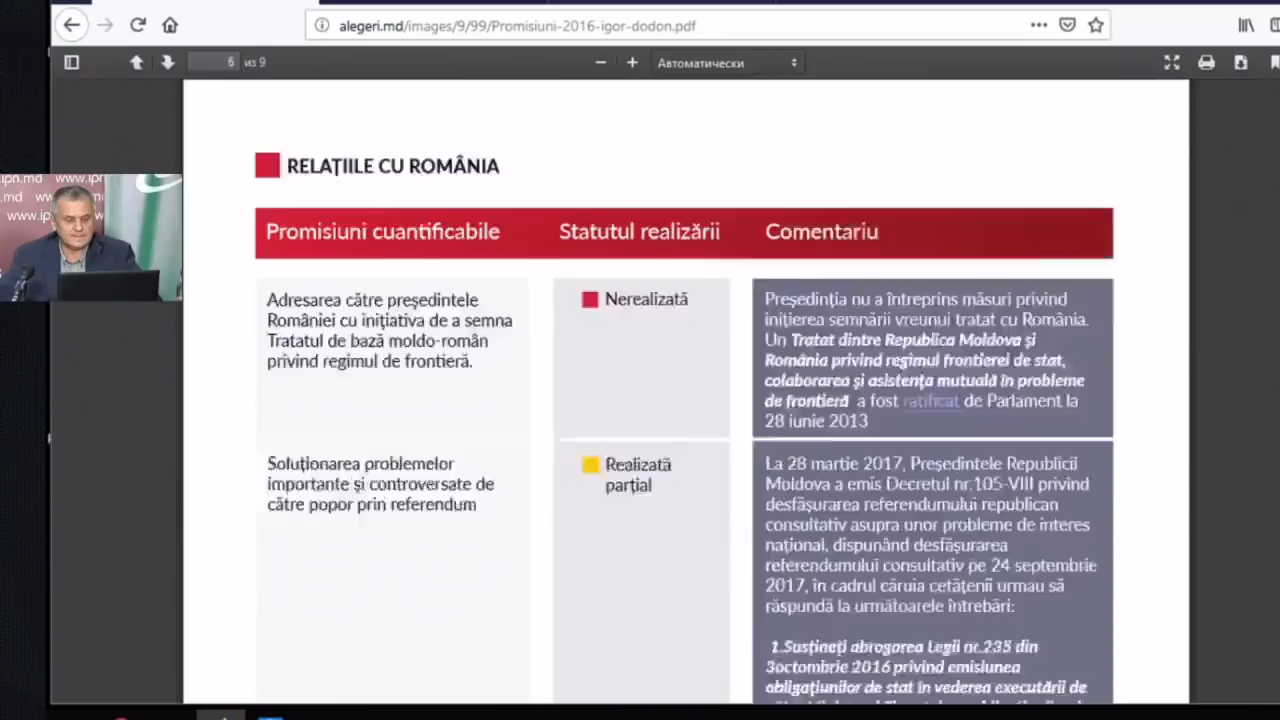 alegeri.md/images/9/99/Promisiuni-2016-igor-dodon.pdf
6 из 9
Автоматически
RELAȚIILE CU ROMÂNIA
Promisiuni cuantificabile
Statutul realizării
Comentariu
Adresarea către președintele
României cu inițiativa de a semna
Tratatul de bază moldo-român
privind regimul de frontieră.
Nerealizată
Președinția nu a întreprins măsuri privind
inițierea semnării vreunui tratat cu România.
Un Tratat dintre Republica Moldova și
România privind regimul frontierei de stat,
colaborarea și asistența mutuală în probleme
de frontieră a fost ratificat de Parlament la
28 iunie 2013
Soluționarea problemelor
importante și controversate de
către popor prin referendum
Realizată
parțial
La 28 martie 2017, Președintele Republicii
Moldova a emis Decretul nr.105-VIII privind
desfășurarea referendumului republican
consultativ asupra unor probleme de interes
național, dispunând desfășurarea
referendumului consultativ pe 24 septembrie
2017, în cadrul căruia cetățenii urmau să
răspundă la următoarele întrebări:
1.Susțineți abrogarea Legii nr.235 din
3octombrie 2016 privind emisiunea
obligațiunilor de stat în vederea executării de
ipn.md www.ipn
.md
www.ip